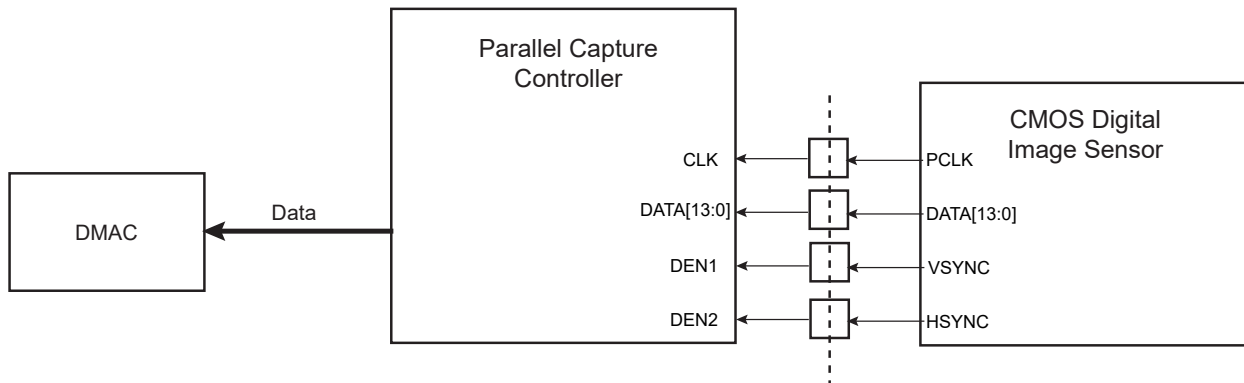 Parallel Capture
Controller
CMOS Digital
Image Sensor
CLK
PCLK
DATA[13:0]
DATA[13:0]
Data
DMAC
DEN1
VSYNC
DEN2
HSYNC